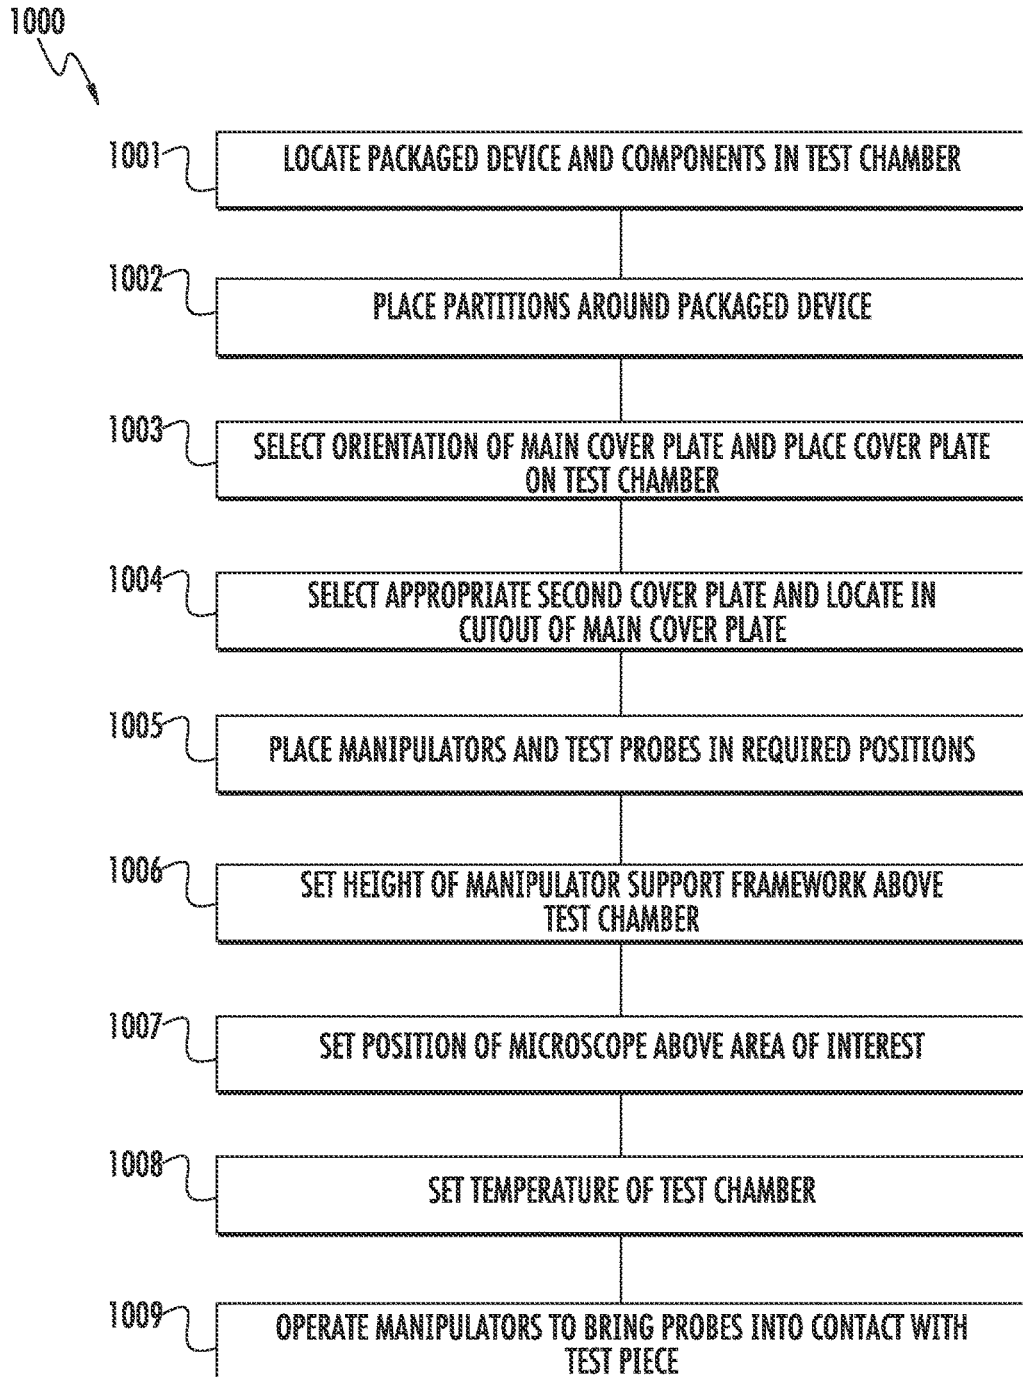 1000
1001
LOCATE PACKAGED DEVICE AND COMPONENTS IN TEST CHAMBER
1002
PLACE PARTITIONS AROUND PACKAGED DEVICE
1003
SELECT ORIENTATION OF MAIN COVER PLATE AND PLACE COVER PLATE
ON TEST CHAMBER
1004
SELECT APPROPRIATE SECOND COVER PLATE AND LOCATE IN
CUTOUT OF MAIN COVER PLATE
1005
PLACE MANIPULATORS AND TEST PROBES IN REQUIRED POSITIONS
1006
SET HEIGHT OF MANIPULATOR SUPPORT FRAMEWORK ABOVE
TEST CHAMBER
1007
SET POSITION OF MICROSCOPE ABOVE AREA OF INTEREST
1008
SET TEMPERATURE OF TEST CHAMBER
1009
OPERATE MANIPULATORS TO BRING PROBES INTO CONTACT WITH
TEST PIECE